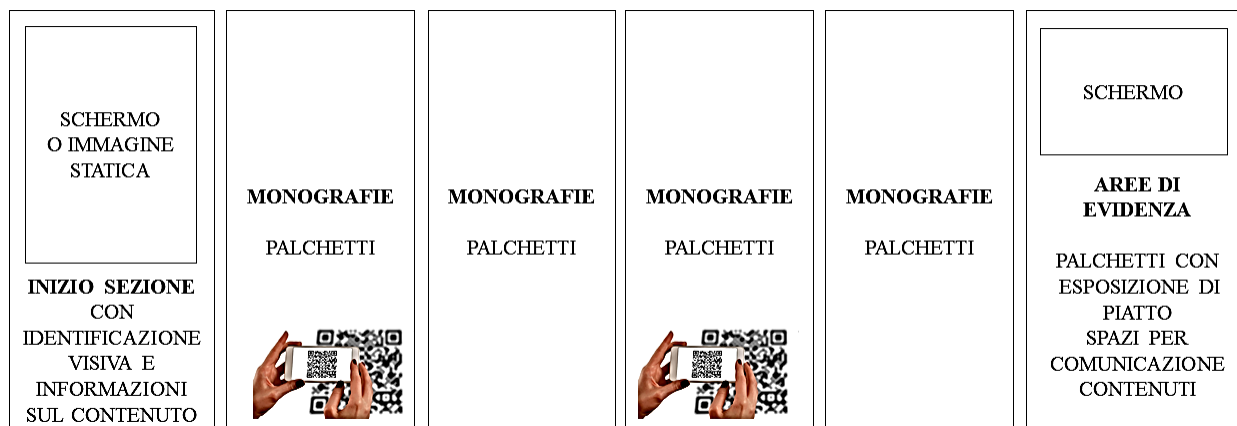 SCHERMO
O IMMAGINE
STATICA
INIZIO SEZIONE
CON
IDENTIFICAZIONE
VISIVA E
INFORMAZIONI
SUL CONTENUTO
MONOGRAFIE
PALCHETTI
MONOGRAFIE
PALCHETTI
MONOGRAFIE
PALCHETTI
MONOGRAFIE
PALCHETTI
SCHERMO
AREE DI
EVIDENZA
PALCHETTI CON
ESPOSIZIONE DI
PIATTO
SPAZI PER
COMUNICAZIONE
CONTENUTI